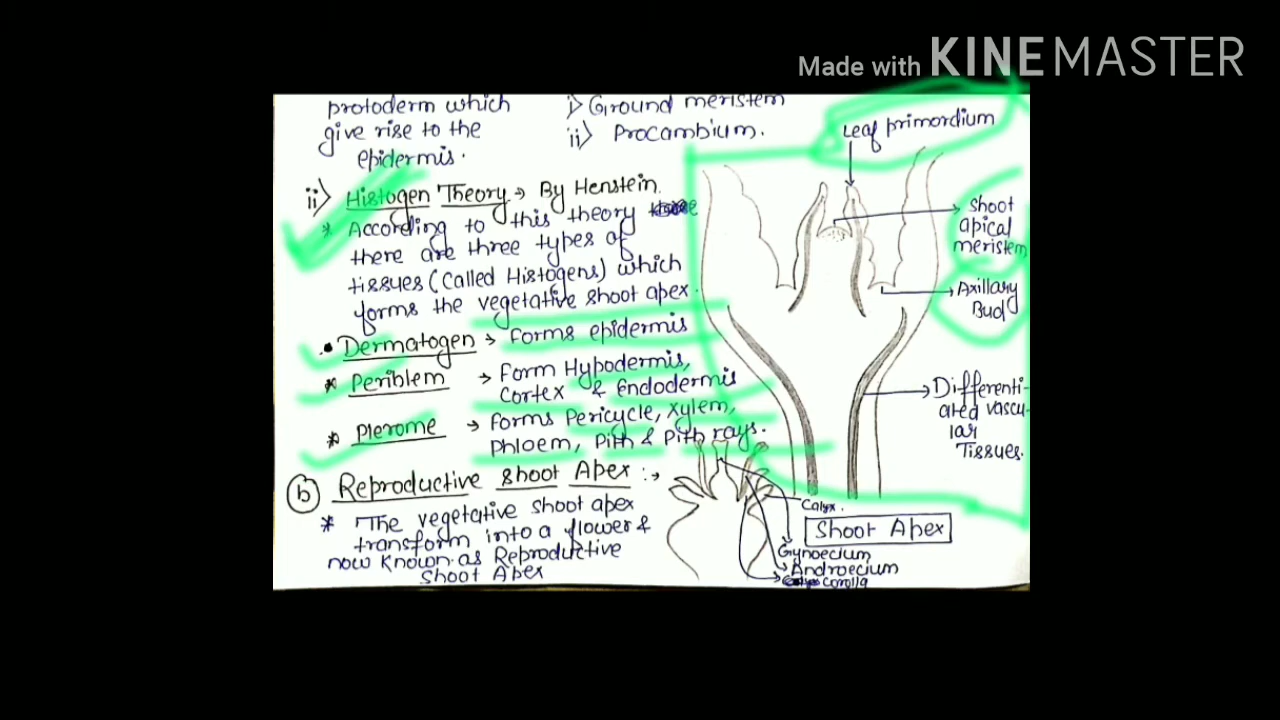 Made with KINEMASTER
protoderm which
give rise to the
epidermis.
i> Ground meristem
ii> Procambium.
ii> Histogen Theory → By Henstein.
* According to this theory
there are three types of
tissues (Called Histogens) which
forms the vegetative shoot apex.
• Dermatogen → Forms epidermis
* Periblem → Form Hypodermis,
Cortex & Endodermis
* Plerome → Forms Pericycle, Xylem,
Phloem, Pith & Pith rays.
(b) Reproductive Shoot Apex :→
* The vegetative shoot apex
transform into a flower &
now known as Reproductive
Shoot Apex
Leaf primordium
Shoot
apical
meristem
Axillary
Bud
Differenti-
ated vascu-
lar
Tissues.
Calyx.
Shoot Apex
Gynoecium
Androecium
Corolla